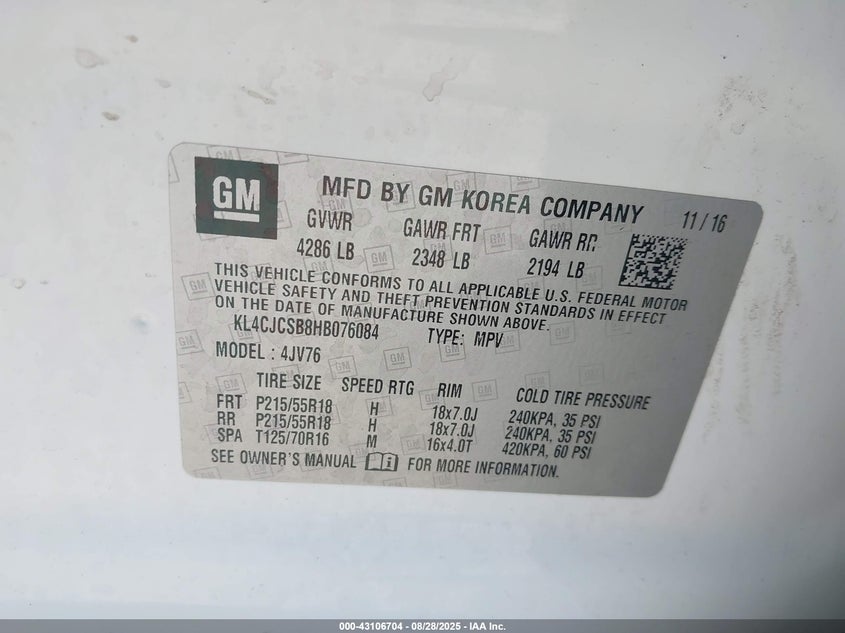 GM
MFD BY GM KOREA COMPANY 11 / 16
GVWR GAWR FRT GAWR RR
4286 LB 2348 LB 2194 LB
THIS VEHICLE CONFORMS TO ALL APPLICABLE U.S. FEDERAL MOTOR
VEHICLE SAFETY AND THEFT PREVENTION STANDARDS IN EFFECT
ON THE DATE OF MANUFACTURE SHOWN ABOVE.
KL4CJCSB8HB076084 TYPE: MPV
MODEL : 4JV76
TIRE SIZE SPEED RTG RIM COLD TIRE PRESSURE
FRT P215/55R18 H 18x7.0J 240KPA, 35 PSI
RR P215/55R18 H 18x7.0J 240KPA, 35 PSI
SPA T125/70R16 M 16x4.0T 420KPA, 60 PSI
SEE OWNER'S MANUAL FOR MORE INFORMATION.
000-43106704 - 08/28/2025 - IAA Inc.